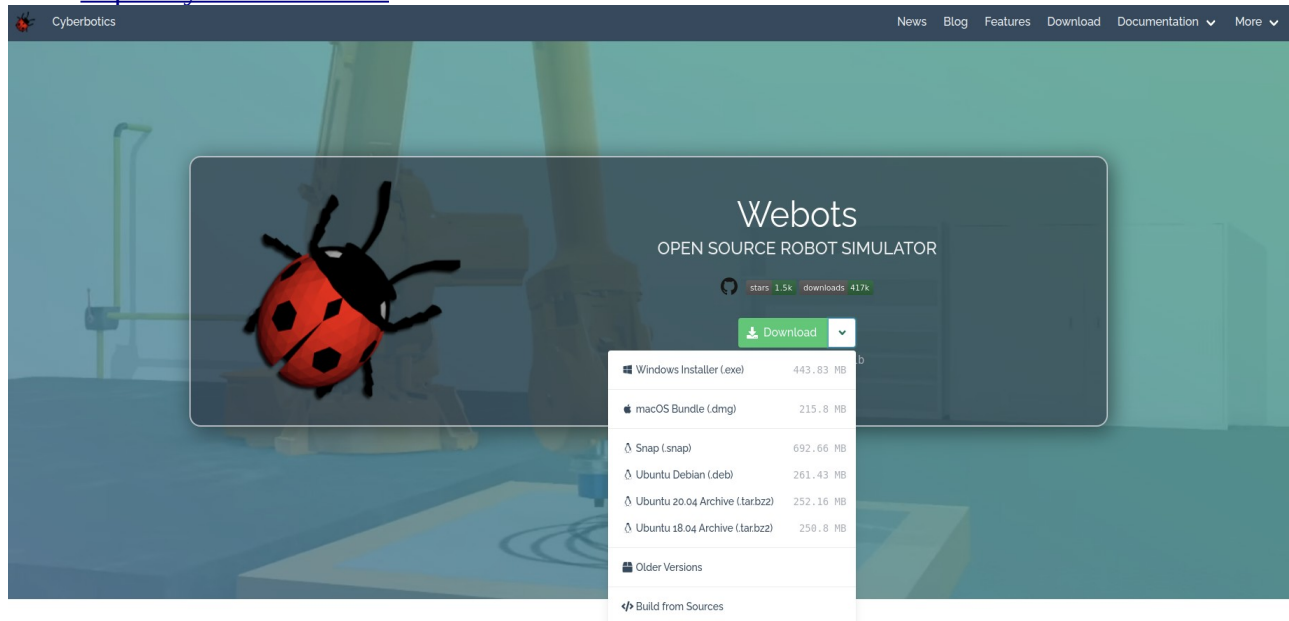 Cyberbotics News Blog Features Download Documentation More
Webots
OPEN SOURCE ROBOT SIMULATOR
stars 1.5k downloads 417k
Download
Windows Installer (.exe) 443.83 MB
macOS Bundle (.dmg) 215.8 MB
Snap (.snap) 692.66 MB
Ubuntu Debian (.deb) 261.43 MB
Ubuntu 20.04 Archive (.tar.bz2) 252.16 MB
Ubuntu 18.04 Archive (.tar.bz2) 250.8 MB
Older Versions
Build from Sources